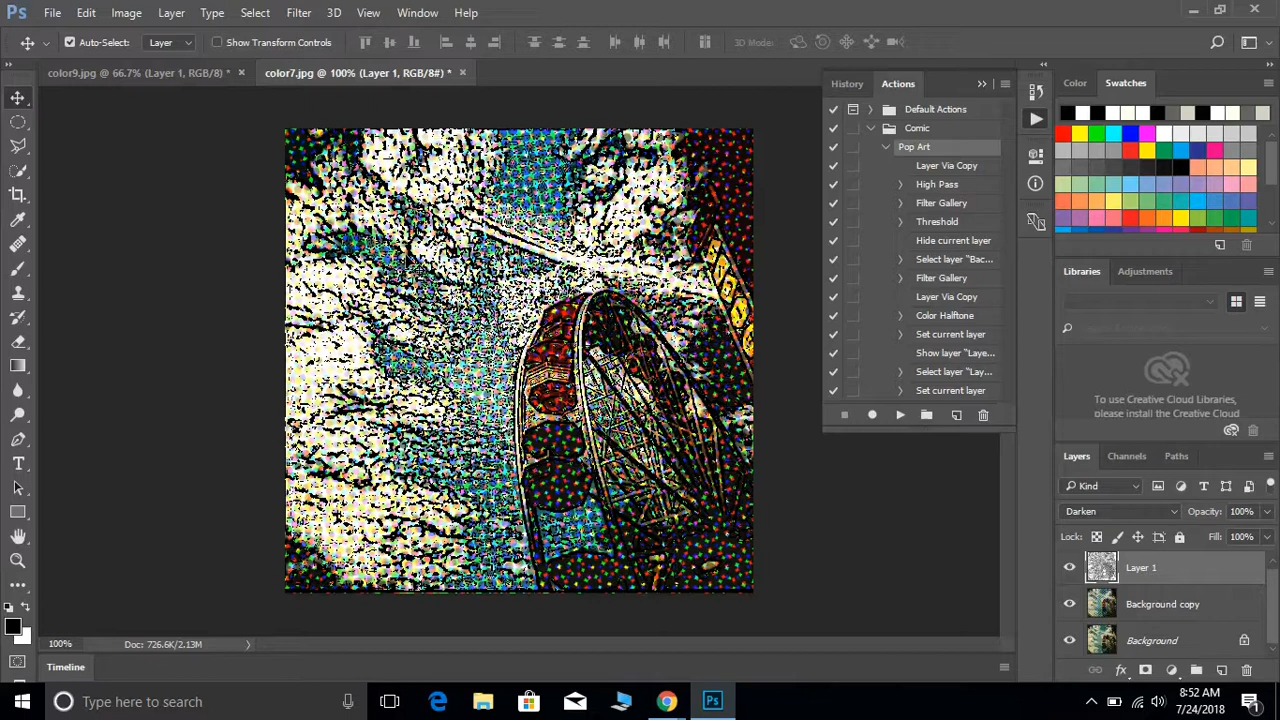 Ps File Edit Image Layer Type Select Filter 3D View Window Help
Auto-Select: Layer Show Transform Controls 3D Mode:
color9.jpg @ 66.7% (Layer 1, RGB/8) * × color7.jpg @ 100% (Layer 1, RGB/8#) * ×
History Actions
Default Actions
Comic
Pop Art
Layer Via Copy
High Pass
Filter Gallery
Threshold
Hide current layer
Select layer "Bac...
Filter Gallery
Layer Via Copy
Color Halftone
Set current layer
Show layer "Laye...
Select layer "Lay...
Set current layer
Color Swatches
Libraries Adjustments
To use Creative Cloud Libraries,
please install the Creative Cloud
Layers Channels Paths
Kind
Darken Opacity: 100%
Lock: Fill: 100%
Layer 1
Background copy
Background
100% Doc: 726.6K/2.13M
Timeline
Type here to search
Ps
8:52 AM
7/24/2018
1